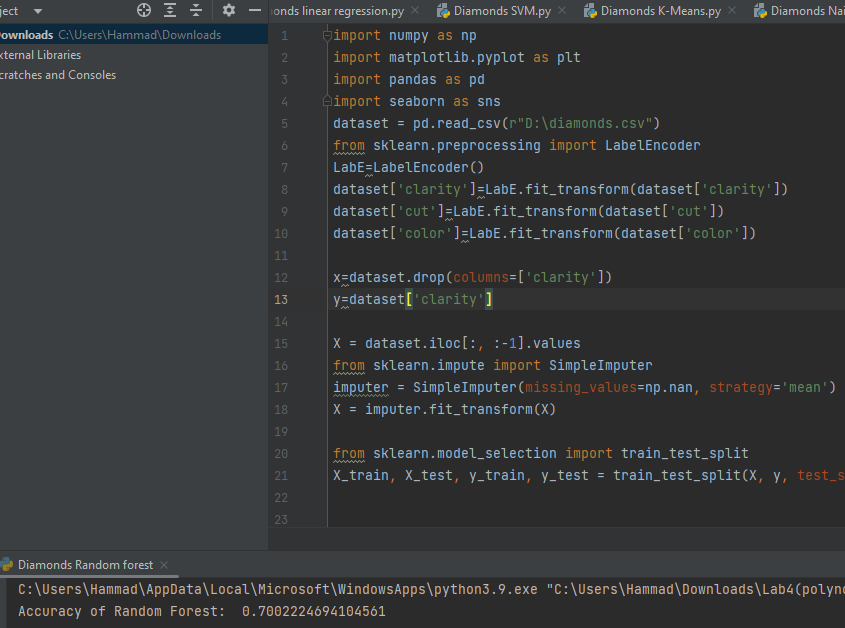 onds linear regression.py
Diamonds SVM.py
Diamonds K-Means.py
Diamonds Nai
ject
ownloads C:\Users\Hammad\Downloads
xternal Libraries
cratches and Consoles
1 import numpy as np
2 import matplotlib.pyplot as plt
3 import pandas as pd
4 import seaborn as sns
5 dataset = pd.read_csv(r"D:\diamonds.csv")
6 from sklearn.preprocessing import LabelEncoder
7 LabE=LabelEncoder()
8 dataset['clarity']=LabE.fit_transform(dataset['clarity'])
9 dataset['cut']=LabE.fit_transform(dataset['cut'])
10 dataset['color']=LabE.fit_transform(dataset['color'])
11
12 x=dataset.drop(columns=['clarity'])
13 y=dataset['clarity']
14
15 X = dataset.iloc[:, :-1].values
16 from sklearn.impute import SimpleImputer
17 imputer = SimpleImputer(missing_values=np.nan, strategy='mean')
18 X = imputer.fit_transform(X)
19
20 from sklearn.model_selection import train_test_split
21 X_train, X_test, y_train, y_test = train_test_split(X, y, test_s
22
23
Diamonds Random forest
C:\Users\Hammad\AppData\Local\Microsoft\WindowsApps\python3.9.exe "C:\Users\Hammad\Downloads\Lab4(polyno
Accuracy of Random Forest:  0.7002224694104561